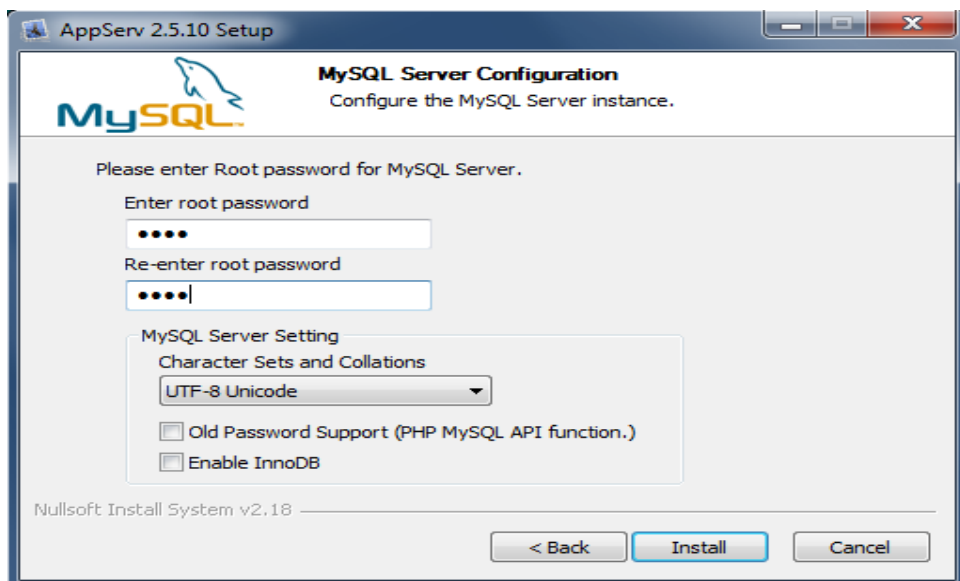 AppServ 2.5.10 Setup
MySQL Server Configuration
Configure the MySQL Server instance.
MySQL
Please enter Root password for MySQL Server.
Enter root password
••••
Re-enter root password
••••
MySQL Server Setting
Character Sets and Collations
UTF-8 Unicode
Old Password Support (PHP MySQL API function.)
Enable InnoDB
Nullsoft Install System v2.18
< Back
Install
Cancel